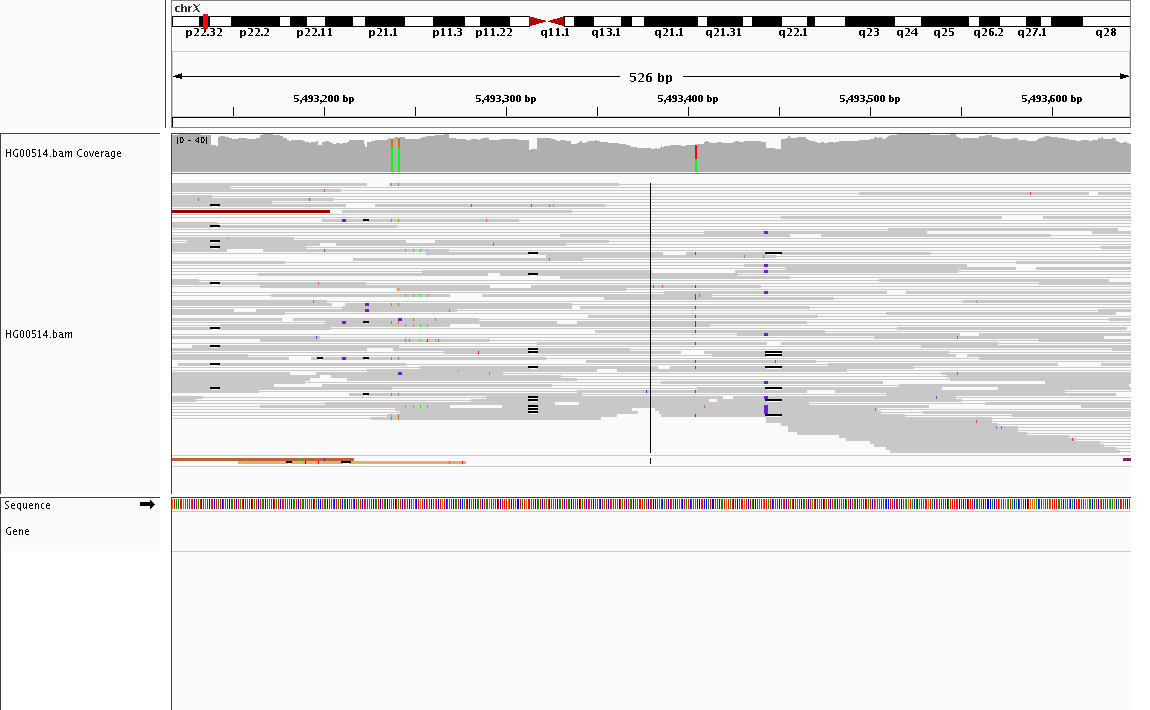 chrX
p22.32 p22.2 p22.11 p21.1 p11.3 p11.22 q11.1 q13.1 q21.1 q21.31 q22.1 q23 q24 q25 q26.2 q27.1 q28
526 bp
5,493,200 bp 5,493,300 bp 5,493,400 bp 5,493,500 bp 5,493,600 bp
[0 - 40]
HG00514.bam Coverage
HG00514.bam
Sequence
Gene